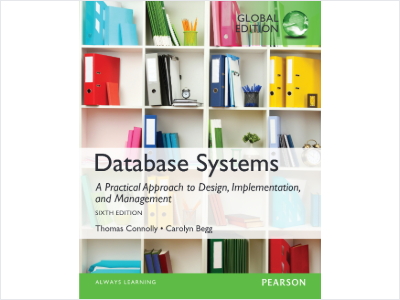 GLOBAL
EDITION
Database Systems
A Practical Approach to Design, Implementation,
and Management
SIXTH EDITION
Thomas Connolly • Carolyn Begg
ALWAYS LEARNING
PEARSON